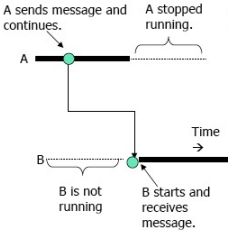 A sends message and
continues.
A stopped
running.
A
Time
B
B is not
running
B starts and
receives
message.